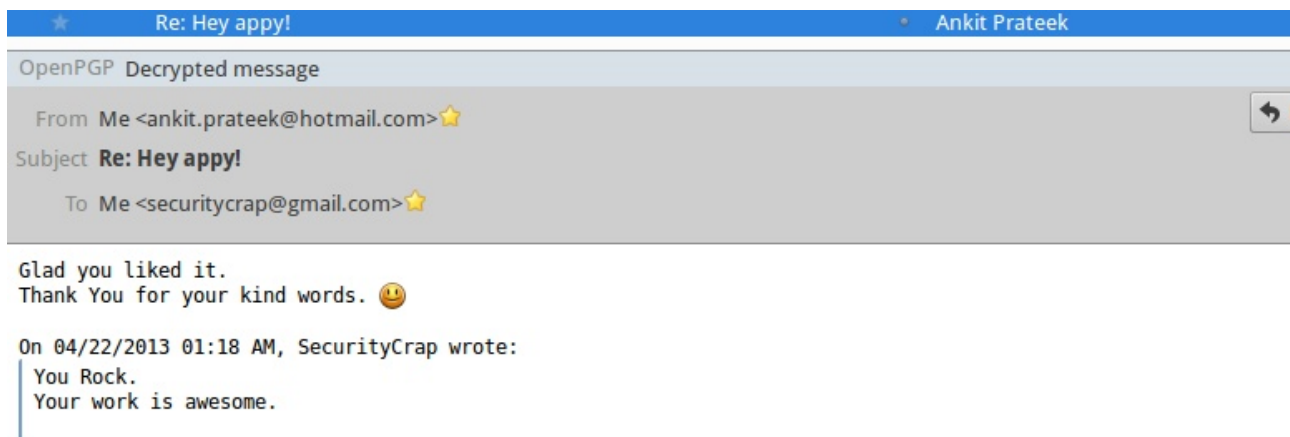 Re: Hey appy! Ankit Prateek
OpenPGP Decrypted message
From Me <ankit.prateek@hotmail.com>
Subject Re: Hey appy!
To Me <securitycrap@gmail.com>
Glad you liked it.
Thank You for your kind words.
On 04/22/2013 01:18 AM, SecurityCrap wrote:
You Rock.
Your work is awesome.